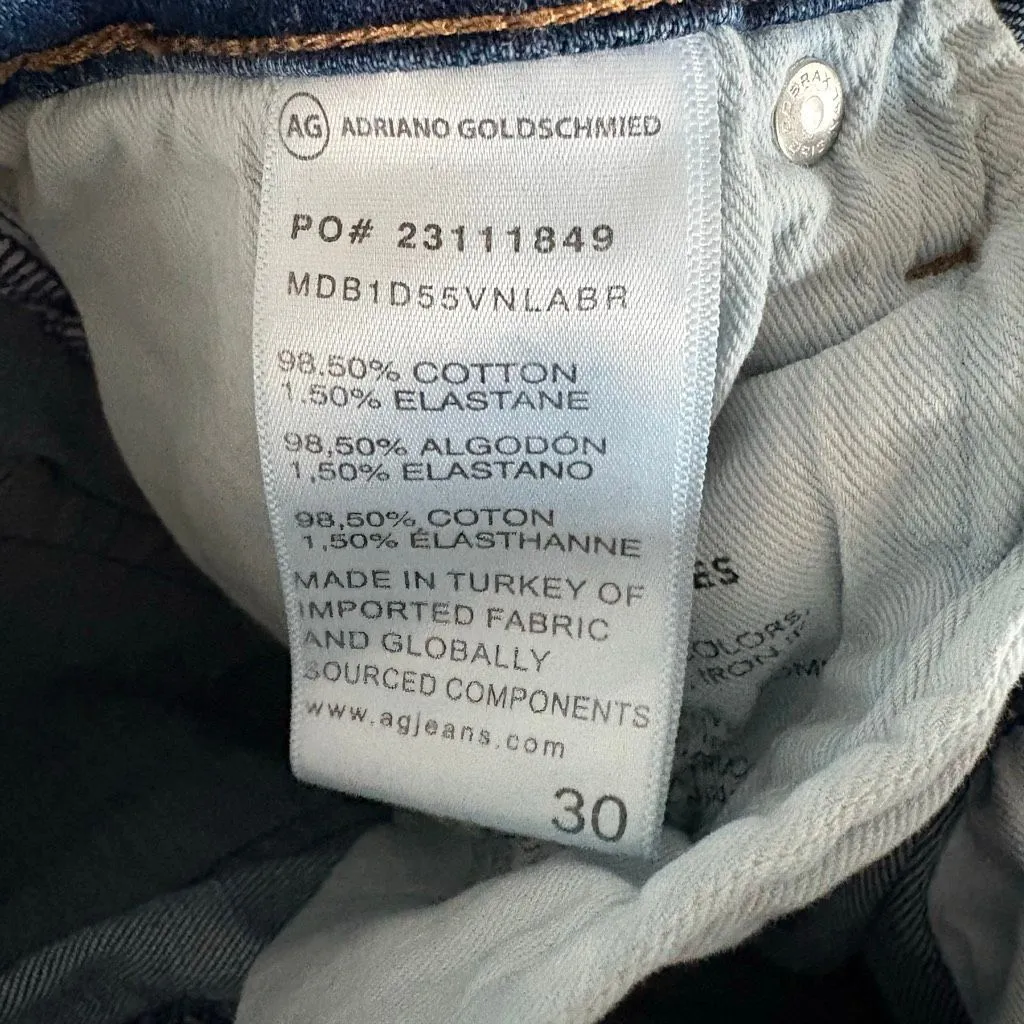 AG ADRIANO GOLDSCHMIED
PO# 23111849
MDB1D55VNLABR
98.50% COTTON
1.50% ELASTANE
98,50% ALGODÓN
1,50% ELASTANO
98,50% COTON
1,50% ÉLASTHANNE
MADE IN TURKEY OF
IMPORTED FABRIC
AND GLOBALLY
SOURCED COMPONENTS
www.agjeans.com
30